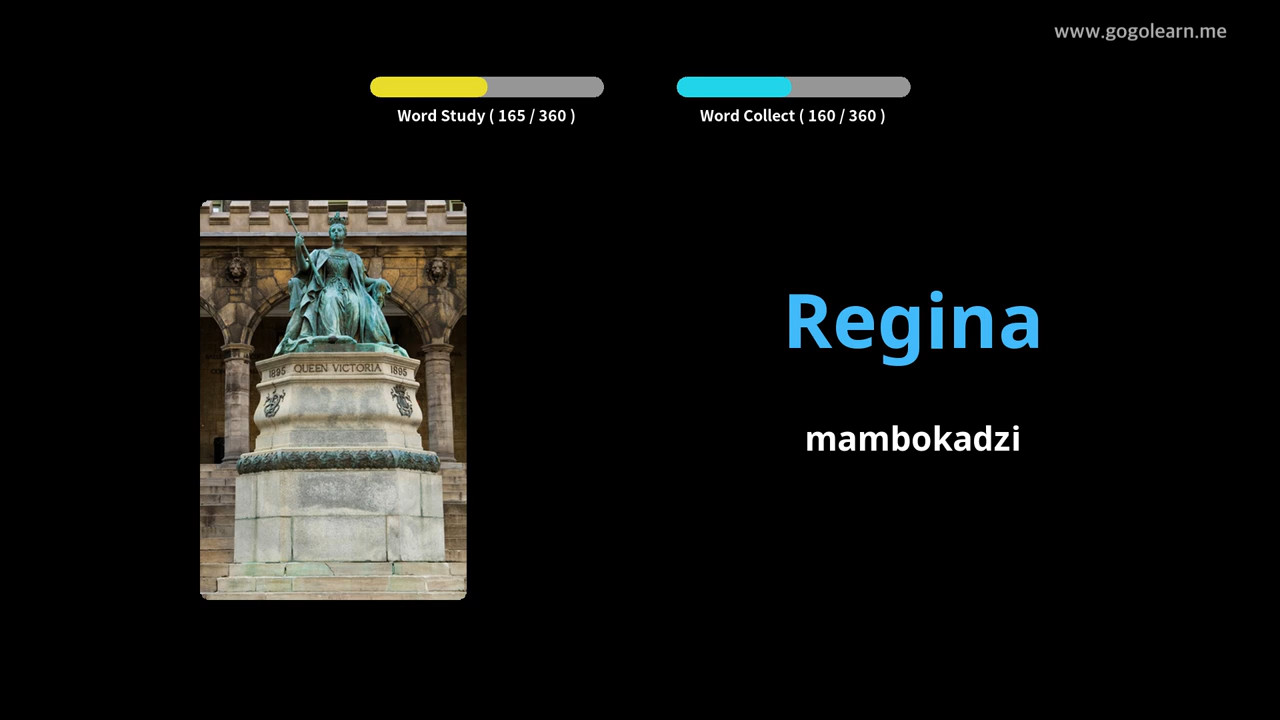 www.gogolearn.me
Word Study ( 165 / 360 )
Word Collect ( 160 / 360 )
1895 QUEEN VICTORIA 1895
Regina
mambokadzi